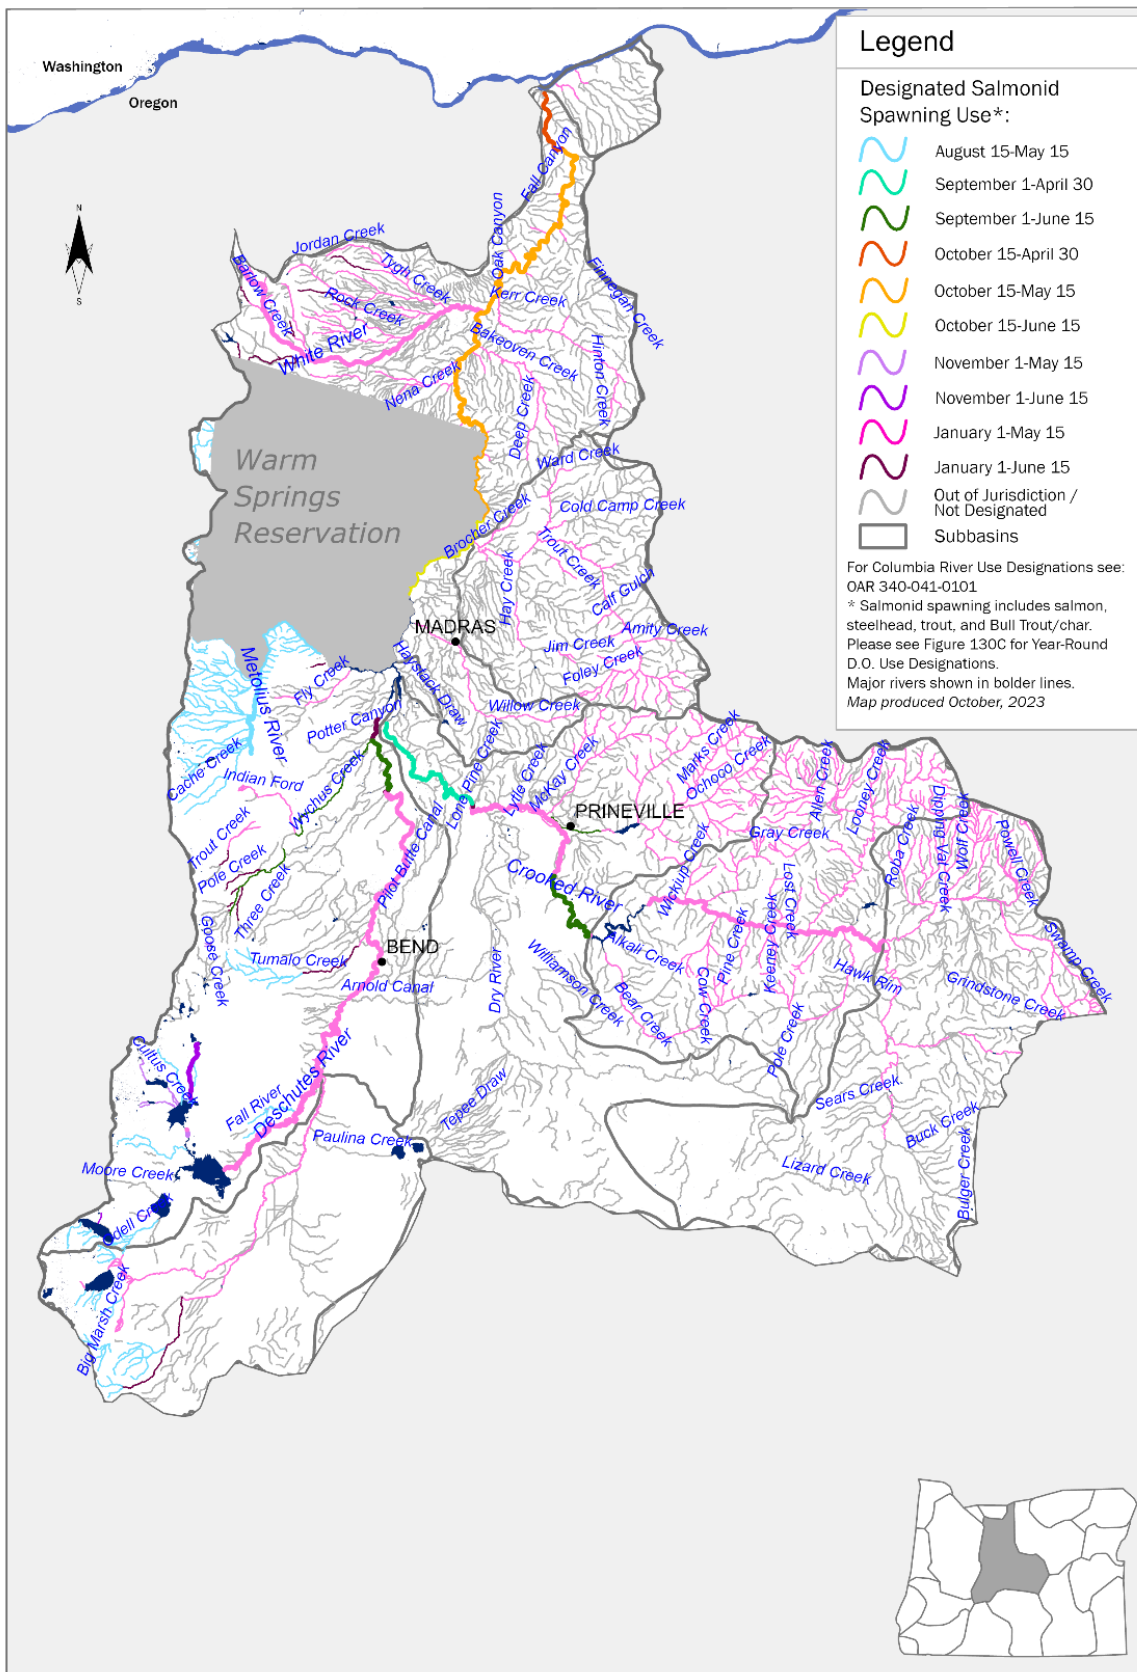 Washington
Oregon
N
S
Legend
Designated Salmonid
Spawning Use*:
August 15-May 15
September 1-April 30
September 1-June 15
October 15-April 30
October 15-May 15
October 15-June 15
November 1-May 15
November 1-June 15
January 1-May 15
January 1-June 15
Out of Jurisdiction /
Not Designated
Subbasins
For Columbia River Use Designations see:
OAR 340-041-0101
* Salmonid spawning includes salmon,
steelhead, trout, and Bull Trout/char.
Please see Figure 130C for Year-Round
D.O. Use Designations.
Major rivers shown in bolder lines.
Map produced October, 2023
Fall Canyon
Oak Canyon
Jordan Creek
Tygh Creek
Barlow Creek
Rock Creek
White River
Kerr Creek
Finnegan Creek
Bakeoven Creek
Hinton Creek
Nena Creek
Deep Creek
Ward Creek
Warm
Springs
Reservation
Cold Camp Creek
Brocher Creek
Trout Creek
Hay Creek
Calf Gulch
MADRAS
Amity Creek
Jim Creek
Foley Creek
Haystack Draw
Metolius River
Fly Creek
Willow Creek
Potter Canyon
Cache Creek
Indian Ford
Wychus Creek
Lone Pine Creek
Lytle Creek
McKay Creek
Marks Creek
Ochoco Creek
Allen Creek
Looney Creek
PRINEVILLE
Gray Creek
Roba Creek
Dipping Vat Creek
Wolf Creek
Powell Creek
Trout Creek
Pole Creek
Three Creek
Pilot Butte Canal
Crooked River
Wickiup Creek
Lost Creek
Goose Creek
Tumalo Creek
BEND
Arnold Canal
Dry River
Williamson Creek
Alkali Creek
Bear Creek
Cow Creek
Pine Creek
Keeney Creek
Hawk Rim
Grindstone Creek
Swamp Creek
Pole Creek
Cultus Creek
Fall River
Deschutes River
Paulina Creek
Tepee Draw
Sears Creek
Buck Creek
Lizard Creek
Bulger Creek
Moore Creek
Odell Creek
Big Marsh Creek